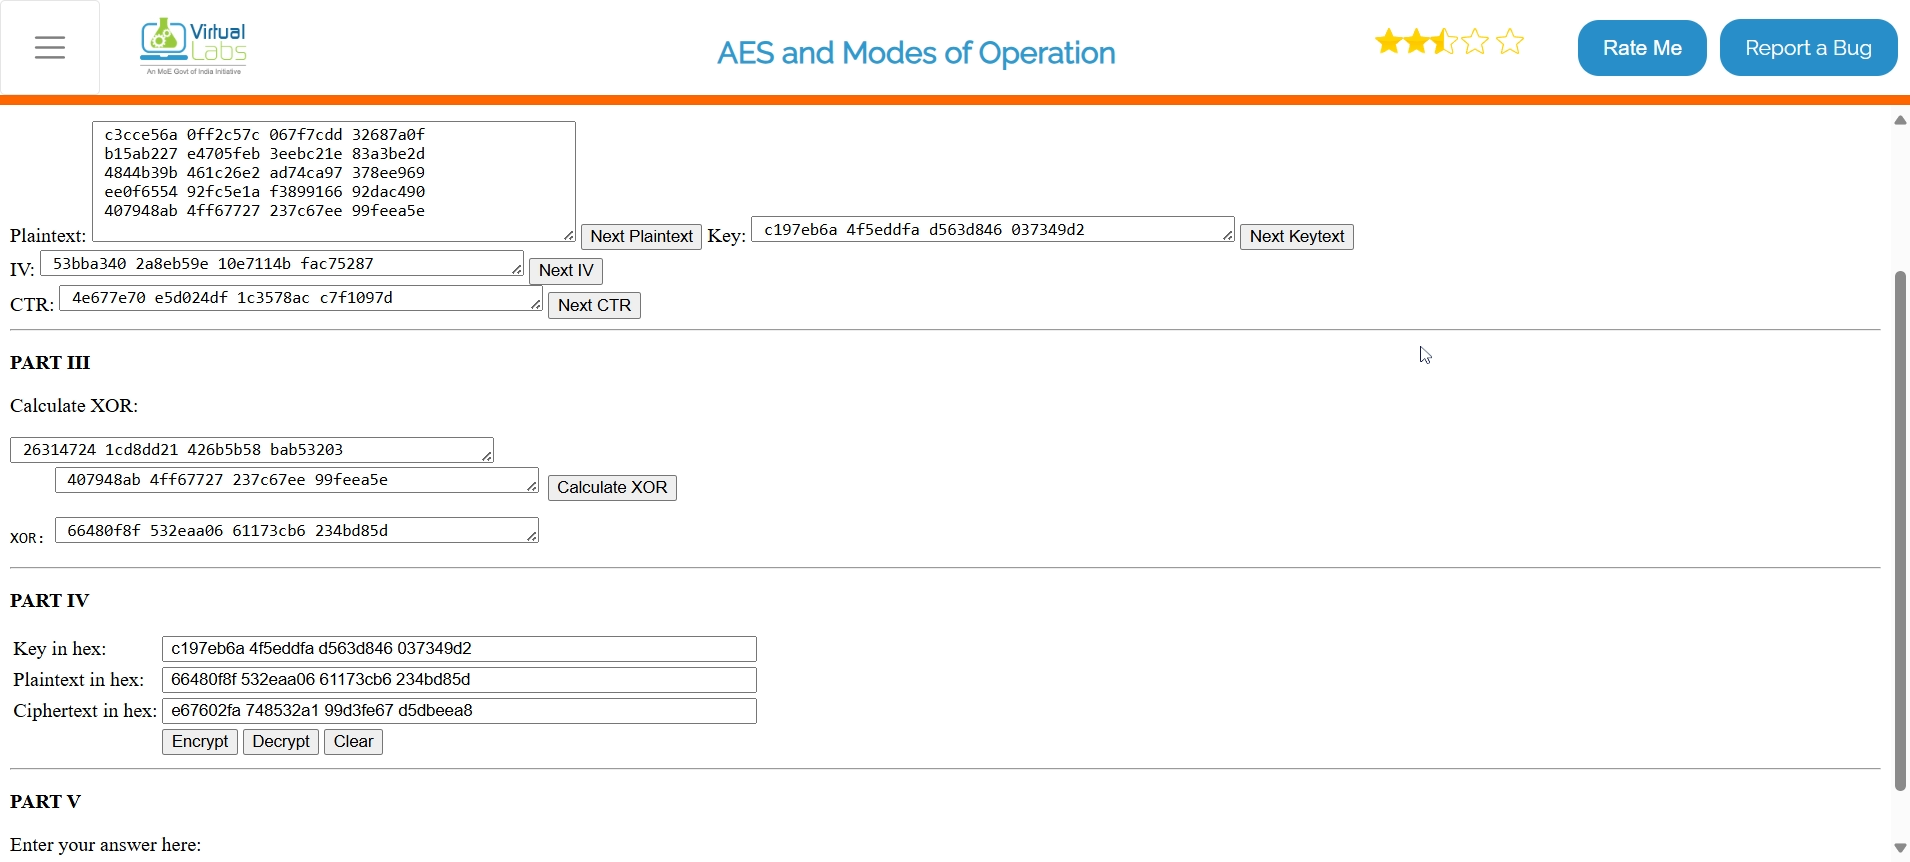 Virtual
Labs
An MoE Govt of India Initiative
AES and Modes of Operation
Rate Me
Report a Bug
c3cce56a 0ff2c57c 067f7cdd 32687a0f
b15ab227 e4705feb 3eebc21e 83a3be2d
4844b39b 461c26e2 ad74ca97 378ee969
ee0f6554 92fc5e1a f3899166 92dac490
407948ab 4ff67727 237c67ee 99feea5e
Plaintext: Next Plaintext Key: c197eb6a 4f5eddfa d563d846 037349d2 Next Keytext
IV: 53bba340 2a8eb59e 10e7114b fac75287 Next IV
CTR: 4e677e70 e5d024df 1c3578ac c7f1097d Next CTR
PART III
Calculate XOR:
26314724 1cd8dd21 426b5b58 bab53203
407948ab 4ff67727 237c67ee 99feea5e Calculate XOR
XOR: 66480f8f 532eaa06 61173cb6 234bd85d
PART IV
Key in hex: c197eb6a 4f5eddfa d563d846 037349d2
Plaintext in hex: 66480f8f 532eaa06 61173cb6 234bd85d
Ciphertext in hex: e67602fa 748532a1 99d3fe67 d5dbeea8
Encrypt Decrypt Clear
PART V
Enter your answer here: